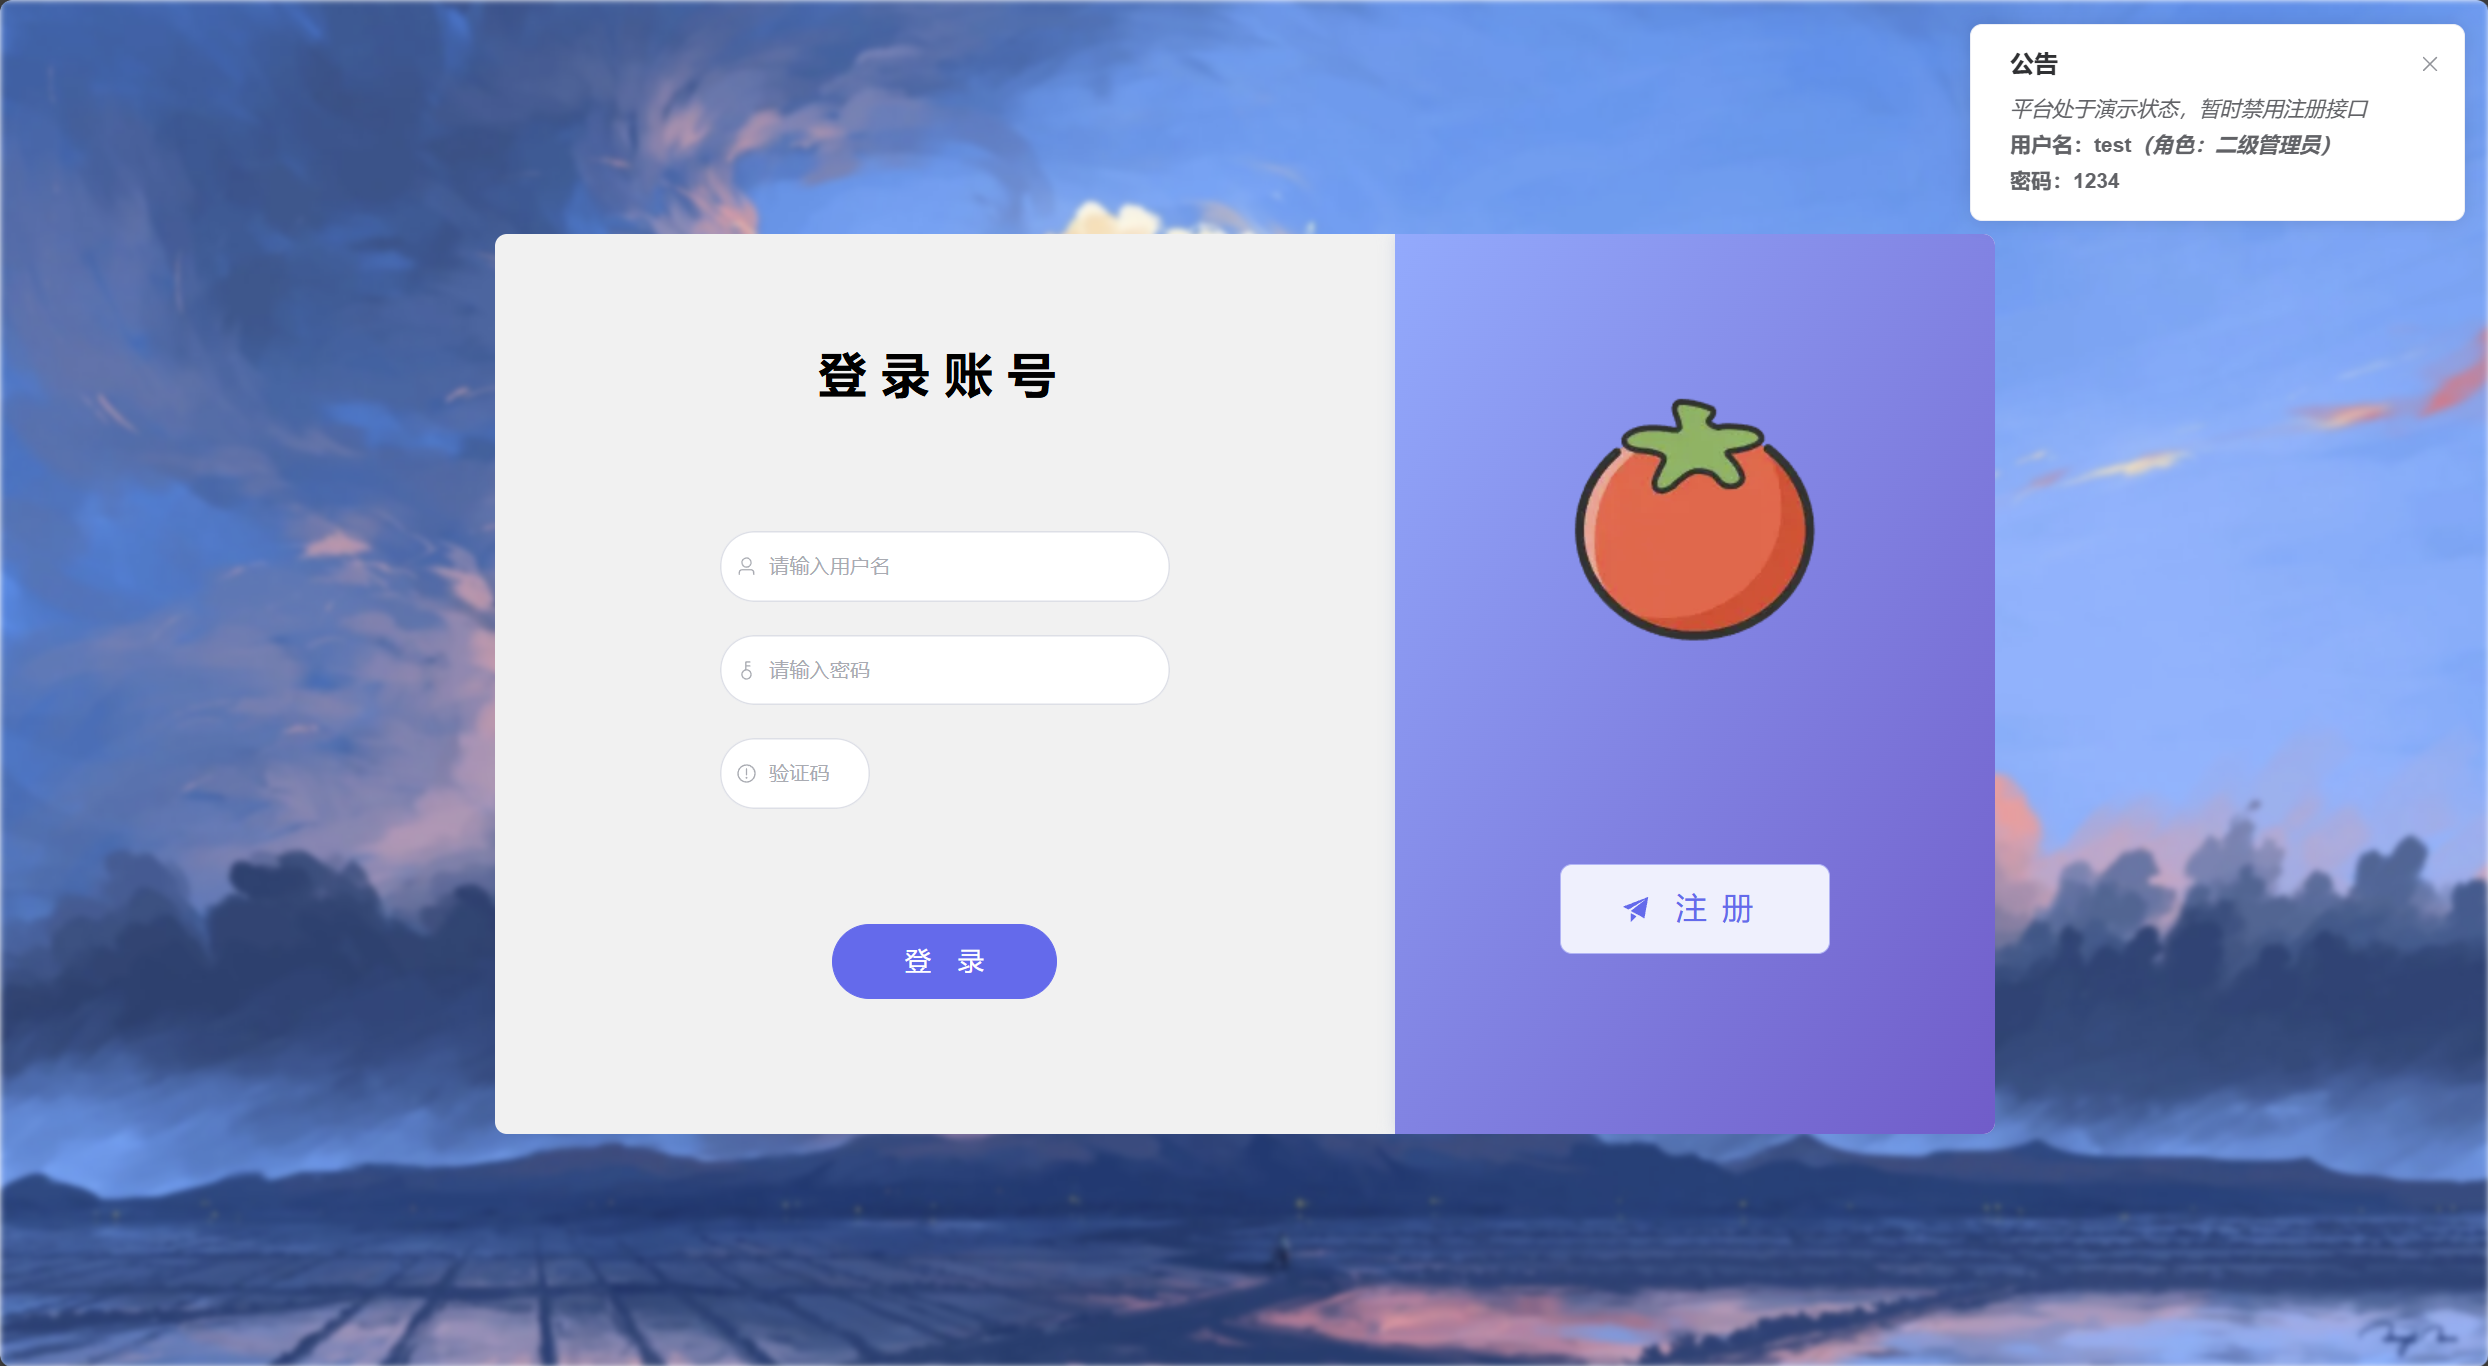 公告
平台处于演示状态，暂时禁用注册接口
用户名：test（角色：二级管理员）
密码：1234
登录账号
请输入用户名
请输入密码
验证码
登 录
注 册